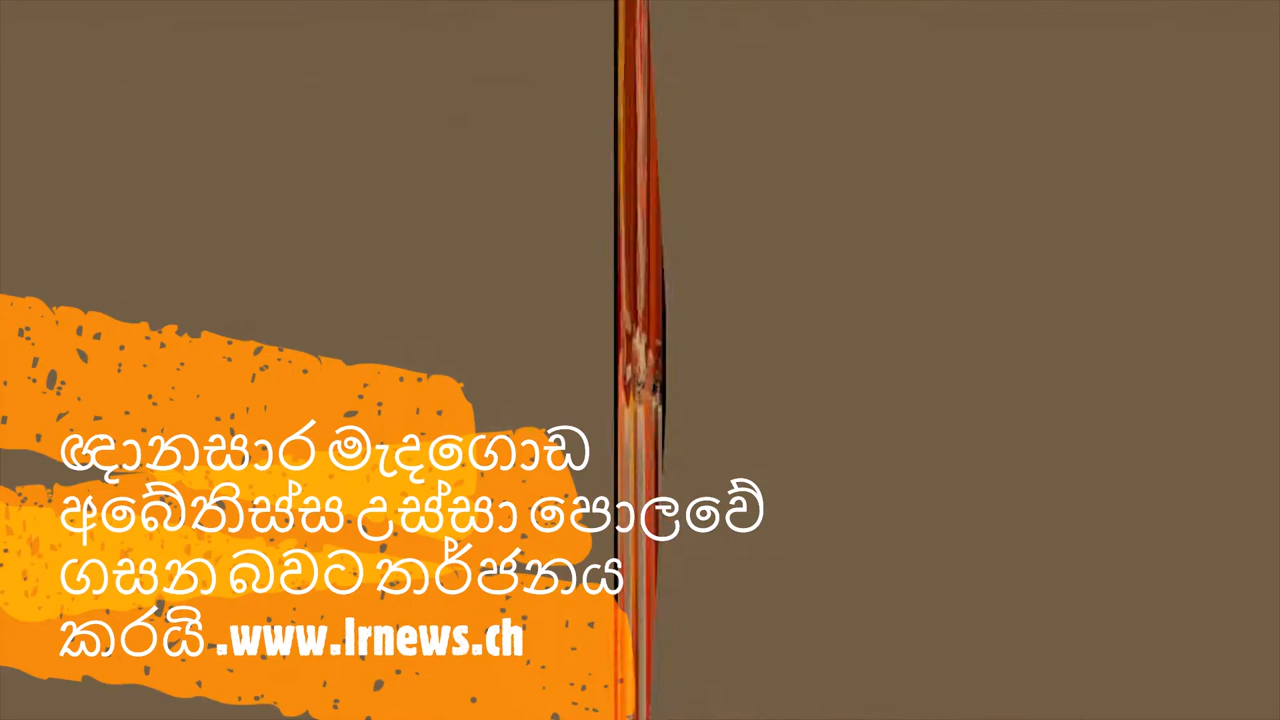 ඥානසාර මැදගොඩ
අබේතිස්ස උස්සා පොලවේ
ගසන බවට තර්ජනය
කරයි .www.lrnews.ch